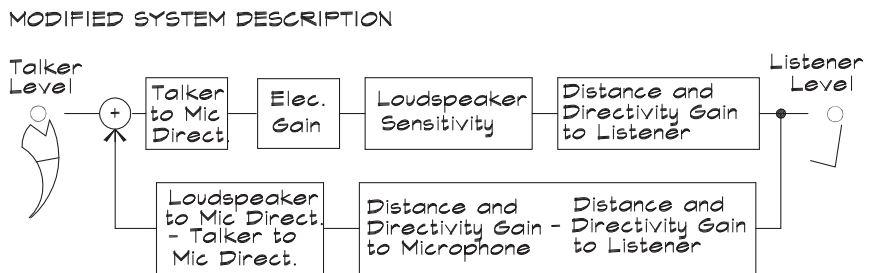 MODIFIED SYSTEM DESCRIPTION
Talker
Level
+
Talker
to Mic
Direct.
Elec.
Gain
Loudspeaker
Sensitivity
Distance and
Directivity Gain
to Listener
Listener
Level
Loudspeaker
to Mic Direct.
- Talker to
Mic Direct.
Distance and
Directivity Gain
to Microphone
-
Distance and
Directivity Gain
to Listener